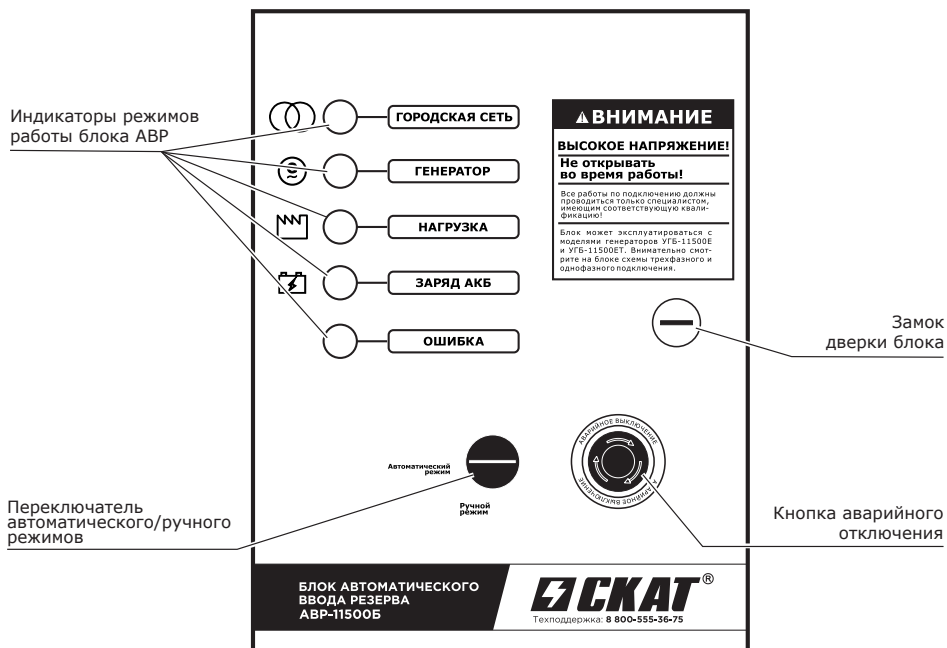 Индикаторы режимов
работы блока АВР
ГОРОДСКАЯ СЕТЬ
ГЕНЕРАТОР
НАГРУЗКА
ЗАРЯД АКБ
ОШИБКА
ВНИМАНИЕ
ВЫСОКОЕ НАПРЯЖЕНИЕ!
Не открывать
во время работы!
Все работы по подключению должны
проводиться только специалистом,
имеющим соответствующую квали-
фикацию!
Блок может эксплуатироваться с
моделями генераторов УГБ-11500Е
и УГБ-11500ЕТ. Внимательно смот-
рите на блоке схемы трехфазного и
однофазного подключения.
Замок
дверки блока
Автоматический
режим
Ручной
режим
АВАРИЙНОЕ ВЫКЛЮЧЕНИЕ
АВАРИЙНОЕ ВЫКЛЮЧЕНИЕ
Переключатель
автоматического/ручного
режимов
Кнопка аварийного
отключения
БЛОК АВТОМАТИЧЕСКОГО
ВВОДА РЕЗЕРВА
АВР-11500Б
СКАТ®
Техподдержка: 8 800-555-36-75